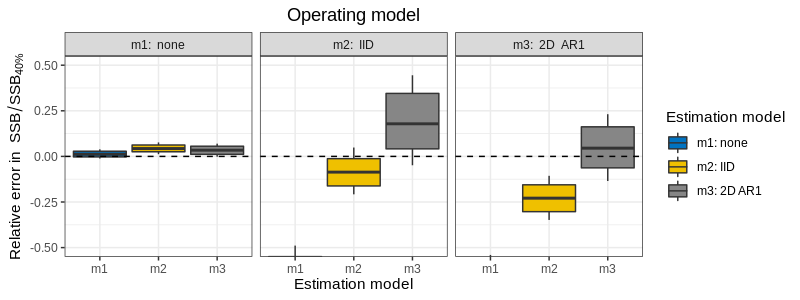 Operating model
m1: none
m2: IID
m3: 2D AR1
Relative error in SSB/SSB40%
0.50
0.25
0.00
-0.25
-0.50
m1 m2 m3
m1 m2 m3
m1 m2 m3
Estimation model
Estimation model
m1: none
m2: IID
m3: 2D AR1